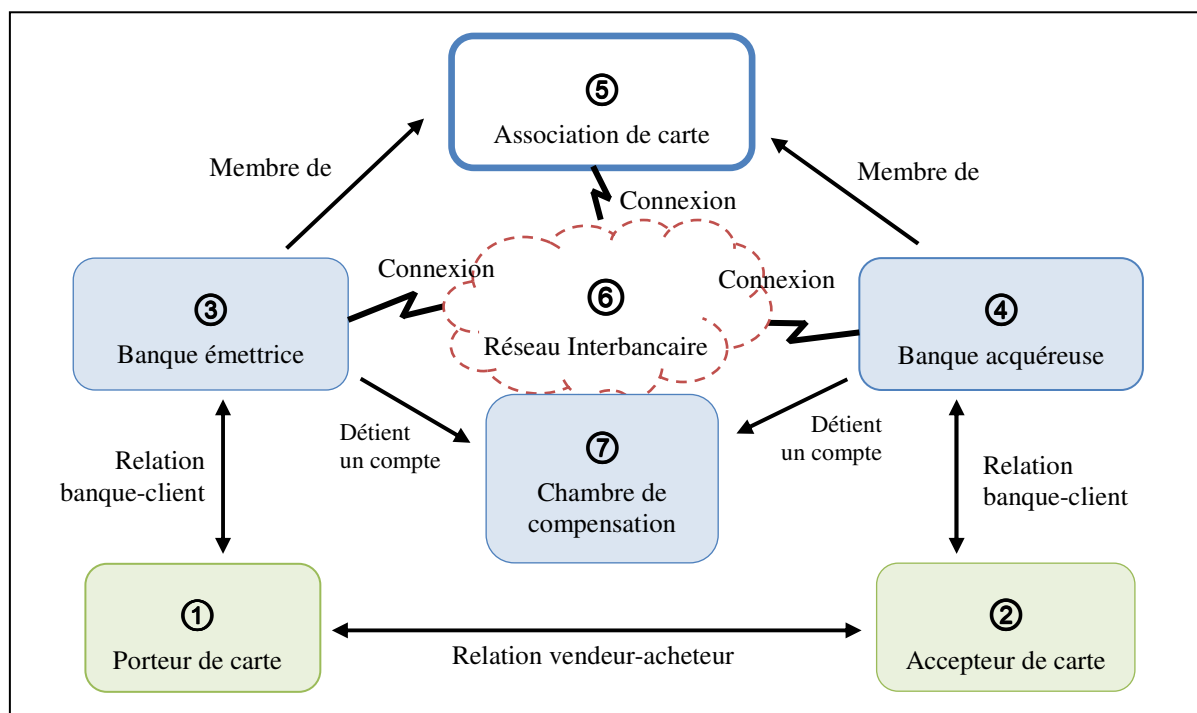 ⑤
Association de carte
Membre de
Membre de
Connexion
Connexion
Connexion
③
Banque émettrice
⑥
Réseau Interbancaire
④
Banque acquéreuse
Détient
un compte
Détient
un compte
⑦
Chambre de
compensation
Relation
banque-client
Relation
banque-client
①
Porteur de carte
Relation vendeur-acheteur
②
Accepteur de carte